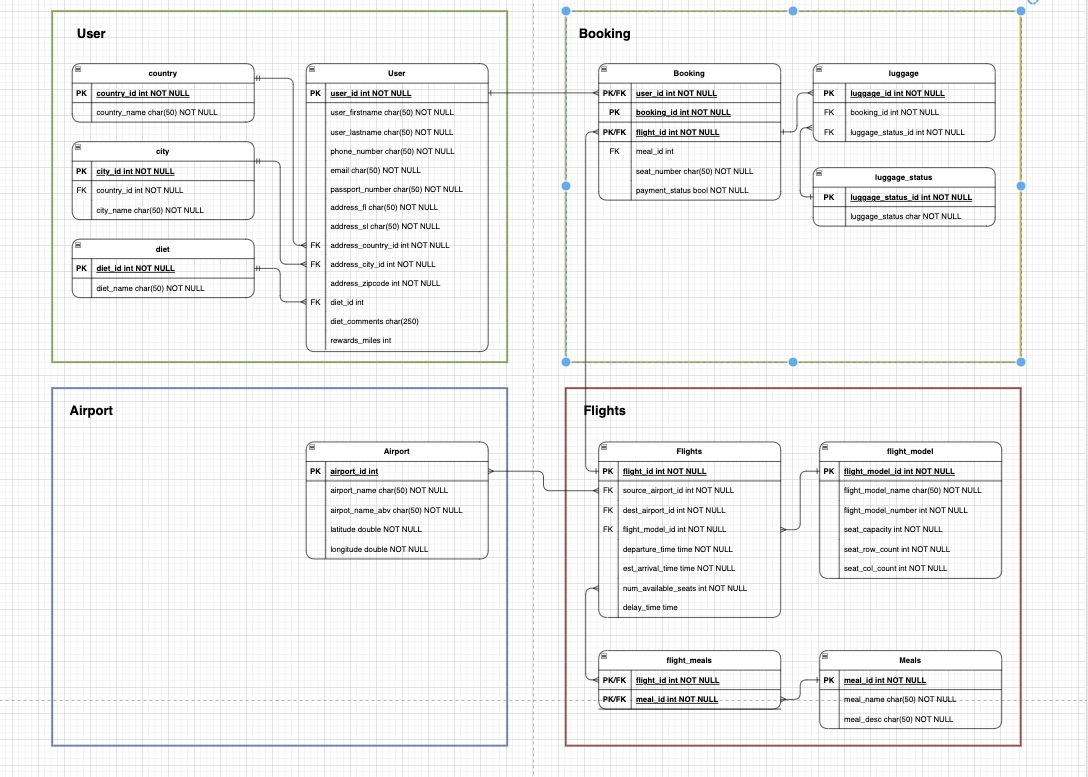 User
country
PK country_id int NOT NULL
country_name char(50) NOT NULL
city
PK city_id int NOT NULL
FK country_id int NOT NULL
city_name char(50) NOT NULL
diet
PK diet_id int NOT NULL
diet_name char(50) NOT NULL
User
PK user_id int NOT NULL
user_firstname char(50) NOT NULL
user_lastname char(50) NOT NULL
phone_number char(50) NOT NULL
email char(50) NOT NULL
passport_number char(50) NOT NULL
address_fl char(50) NOT NULL
address_sl char(50) NOT NULL
FK address_country_id int NOT NULL
FK address_city_id int NOT NULL
address_zipcode int NOT NULL
FK diet_id int
diet_comments char(250)
rewards_miles int
Booking
Booking
PK/FK user_id int NOT NULL
PK booking_id int NOT NULL
PK/FK flight_id int NOT NULL
FK meal_id int
seat_number char(50) NOT NULL
payment_status bool NOT NULL
luggage
PK luggage_id int NOT NULL
FK booking_id int NOT NULL
FK luggage_status_id int NOT NULL
luggage_status
PK luggage_status_id int NOT NULL
luggage_status char NOT NULL
Airport
Airport
PK airport_id int
airport_name char(50) NOT NULL
airpot_name_abv char(50) NOT NULL
latitude double NOT NULL
longitude double NOT NULL
Flights
Flights
PK flight_id int NOT NULL
FK source_airport_id int NOT NULL
FK dest_airport_id int NOT NULL
FK flight_model_id int NOT NULL
departure_time time NOT NULL
est_arrival_time time NOT NULL
num_available_seats int NOT NULL
delay_time time
flight_model
PK flight_model_id int NOT NULL
flight_model_name char(50) NOT NULL
flight_model_number int NOT NULL
seat_capacity int NOT NULL
seat_row_count int NOT NULL
seat_col_count int NOT NULL
flight_meals
PK/FK flight_id int NOT NULL
PK/FK meal_id int NOT NULL
Meals
PK meal_id int NOT NULL
meal_name char(50) NOT NULL
meal_desc char(50) NOT NULL